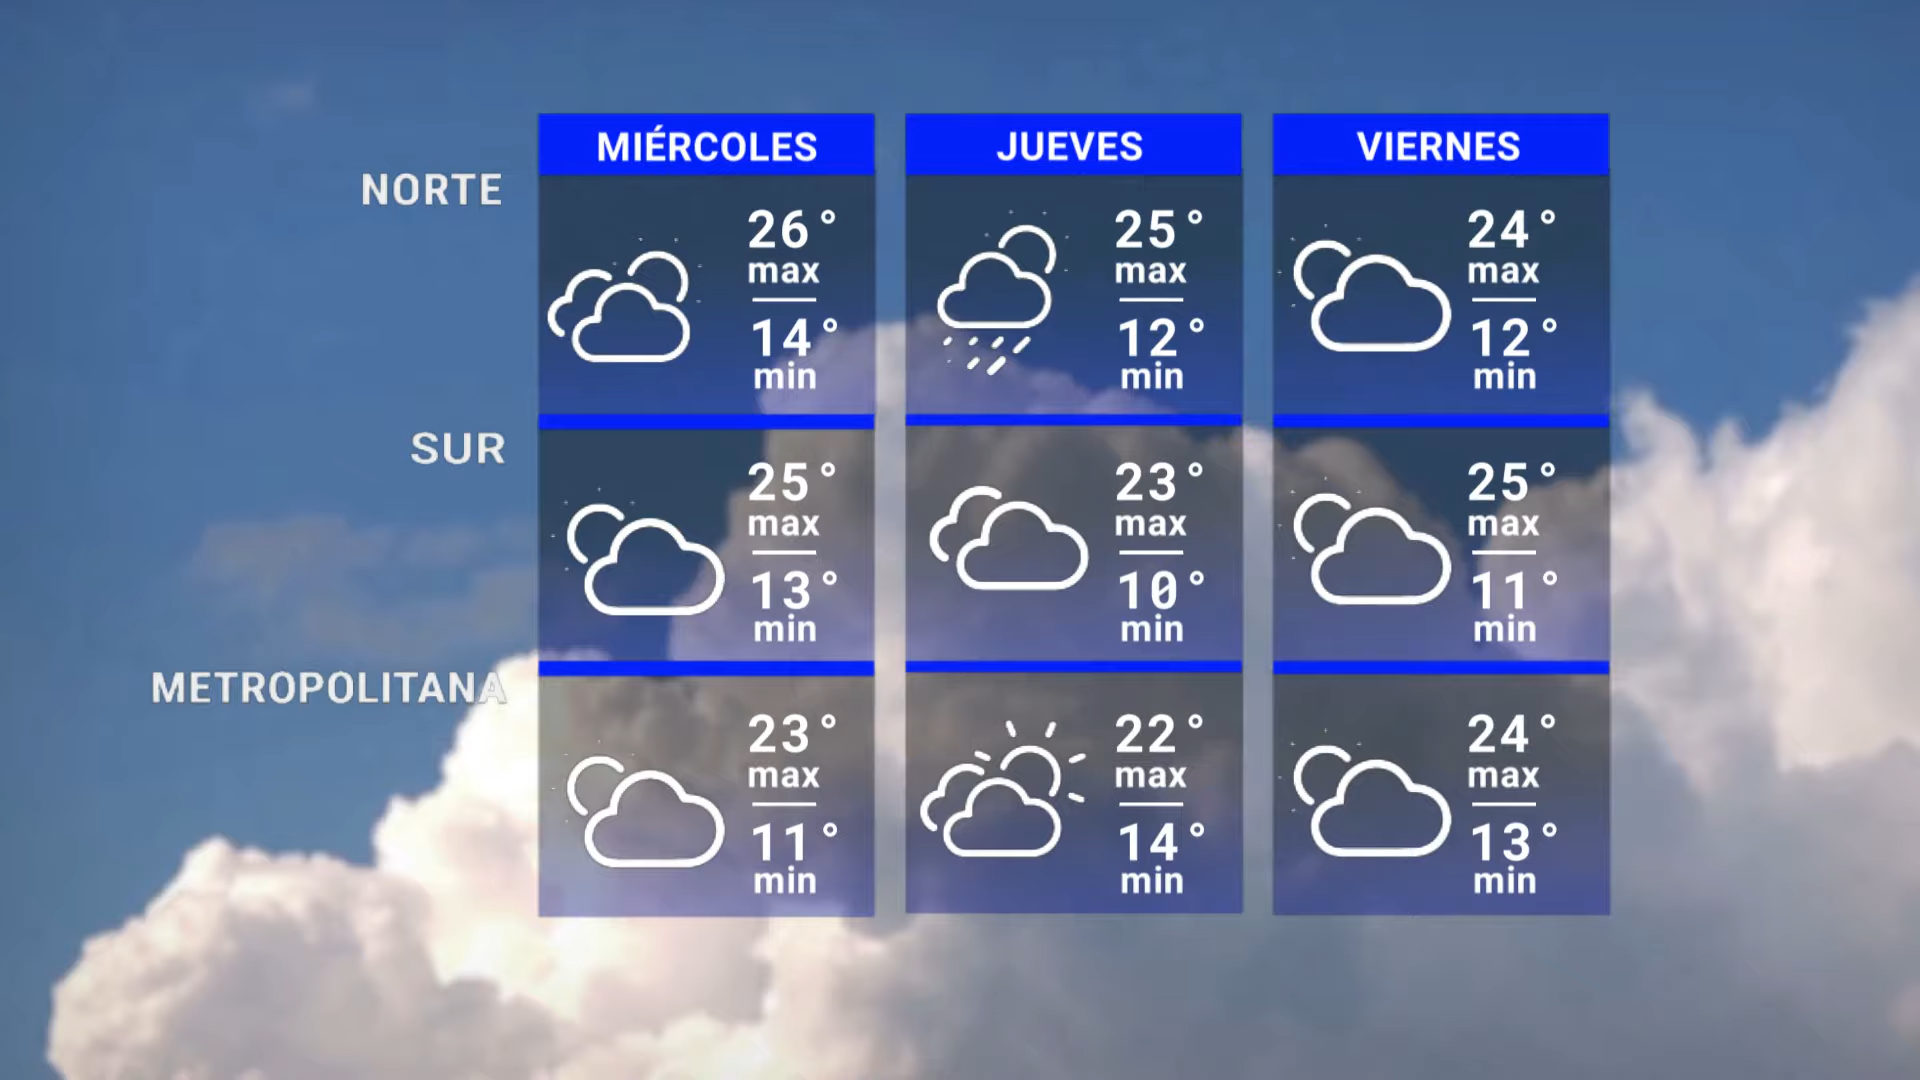 MIÉRCOLES
JUEVES
VIERNES
NORTE
26°
max
14°
min
25°
max
12°
min
24°
max
12°
min
SUR
25°
max
13°
min
23°
max
10°
min
25°
max
11°
min
METROPOLITANA
23°
max
11°
min
22°
max
14°
min
24°
max
13°
min